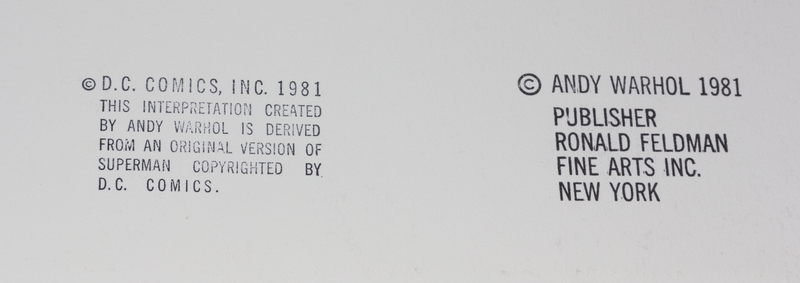 © D.C. COMICS, INC. 1981
THIS INTERPRETATION CREATED
BY ANDY WARHOL IS DERIVED
FROM AN ORIGINAL VERSION OF
SUPERMAN COPYRIGHTED BY
D.C. COMICS.
© ANDY WARHOL 1981
PUBLISHER
RONALD FELDMAN
FINE ARTS INC.
NEW YORK